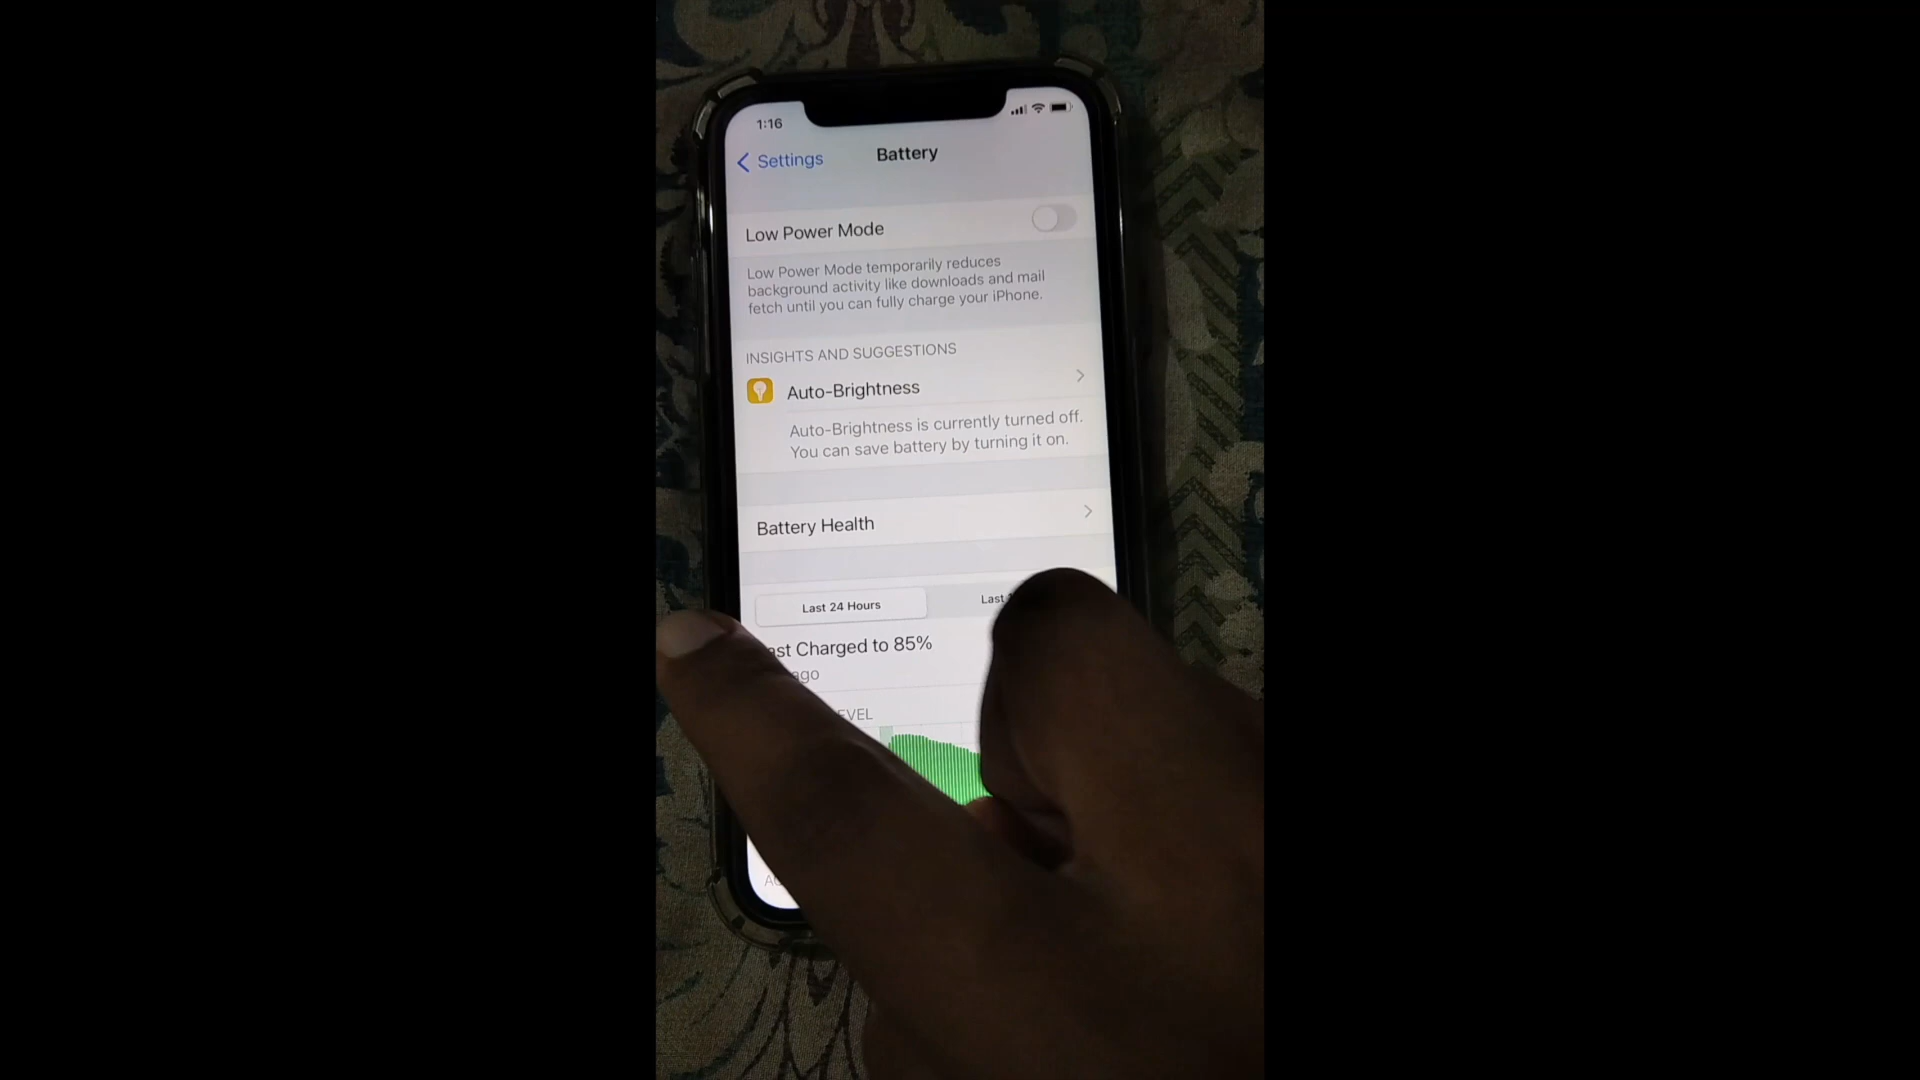 1:16
Settings
Battery
Low Power Mode
Low Power Mode temporarily reduces
background activity like downloads and mail
fetch until you can fully charge your iPhone.
INSIGHTS AND SUGGESTIONS
Auto-Brightness
Auto-Brightness is currently turned off.
You can save battery by turning it on.
Battery Health
Last 24 Hours
Last
Charged to 85%
ago